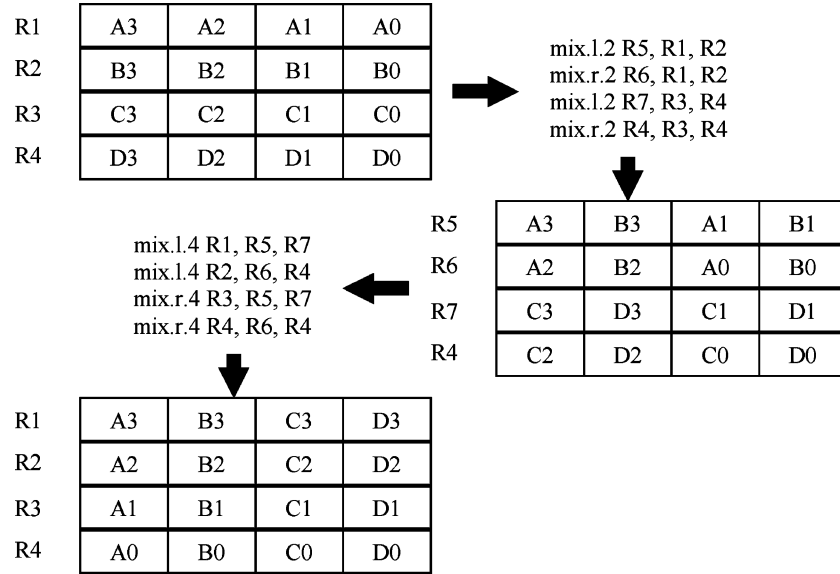 R1 A3 A2 A1 A0
R2 B3 B2 B1 B0
R3 C3 C2 C1 C0
R4 D3 D2 D1 D0
mix.l.2 R5, R1, R2
mix.r.2 R6, R1, R2
mix.l.2 R7, R3, R4
mix.r.2 R4, R3, R4
R5 A3 B3 A1 B1
R6 A2 B2 A0 B0
R7 C3 D3 C1 D1
R4 C2 D2 C0 D0
mix.l.4 R1, R5, R7
mix.l.4 R2, R6, R4
mix.r.4 R3, R5, R7
mix.r.4 R4, R6, R4
R1 A3 B3 C3 D3
R2 A2 B2 C2 D2
R3 A1 B1 C1 D1
R4 A0 B0 C0 D0